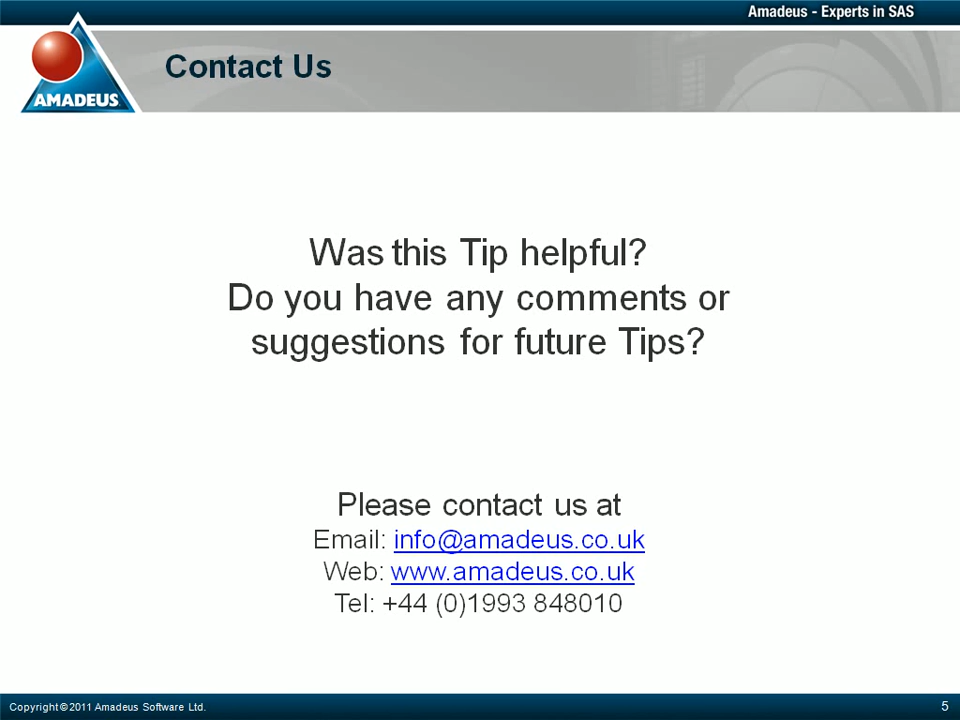 Amadeus - Experts in SAS
AMADEUS
Contact Us
Was this Tip helpful?
Do you have any comments or
suggestions for future Tips?
Please contact us at
Email: info@amadeus.co.uk
Web: www.amadeus.co.uk
Tel: +44 (0)1993 848010
Copyright © 2011 Amadeus Software Ltd.
5